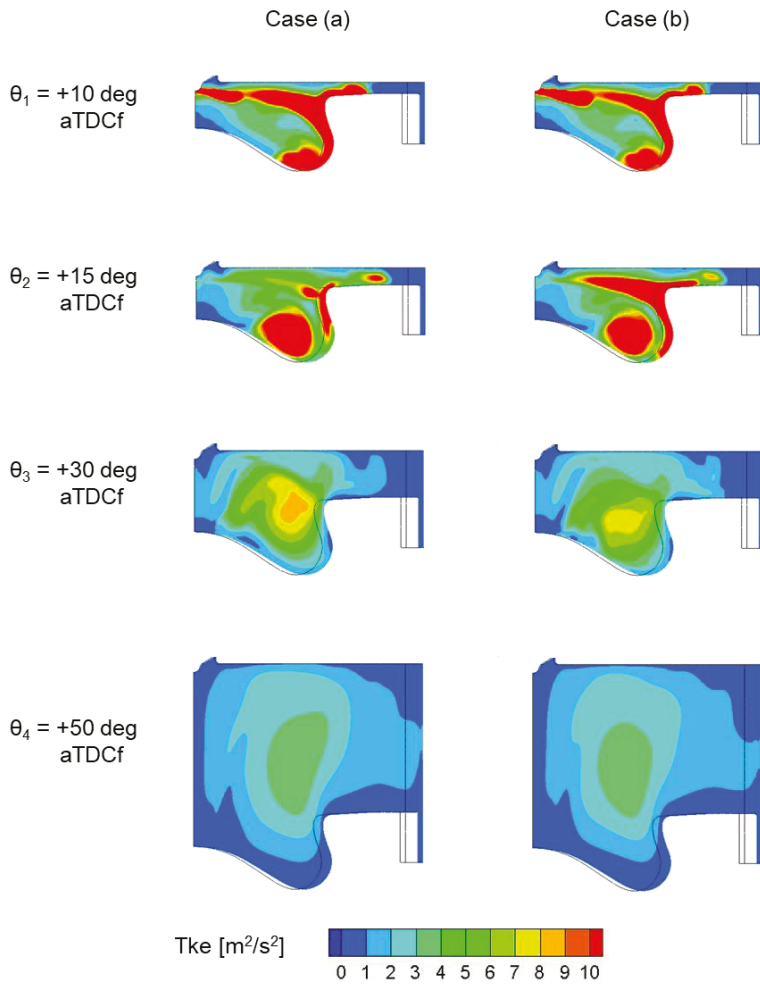 Case (a) Case (b)
θ₁ = +10 deg
aTDCf
θ₂ = +15 deg
aTDCf
θ₃ = +30 deg
aTDCf
θ₄ = +50 deg
aTDCf
Tke [m²/s²]
0 1 2 3 4 5 6 7 8 9 10